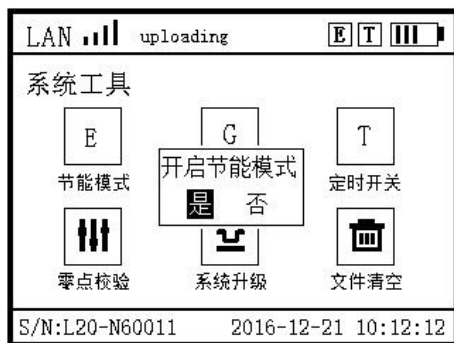 LAN uploading E T
系统工具
E G T
开启节能模式
是 否
节能模式 定时开关
零点校验 系统升级 文件清空
S/N:L20-N60011 2016-12-21 10:12:12